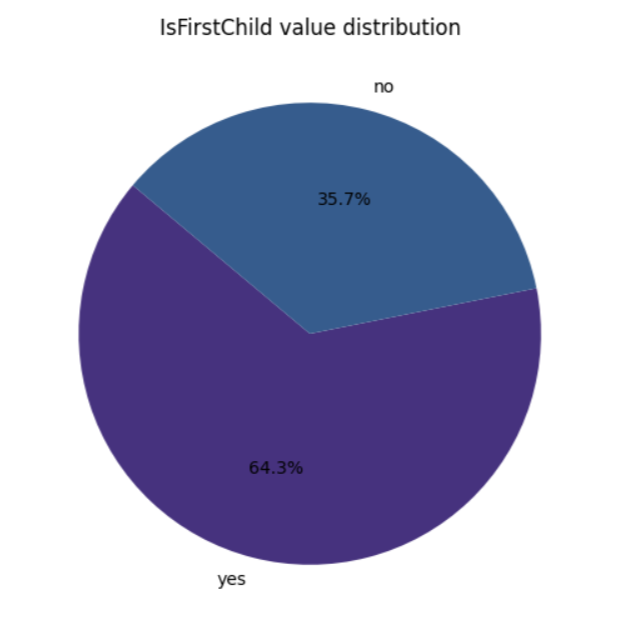 IsFirstChild value distribution
no
35.7%
64.3%
yes